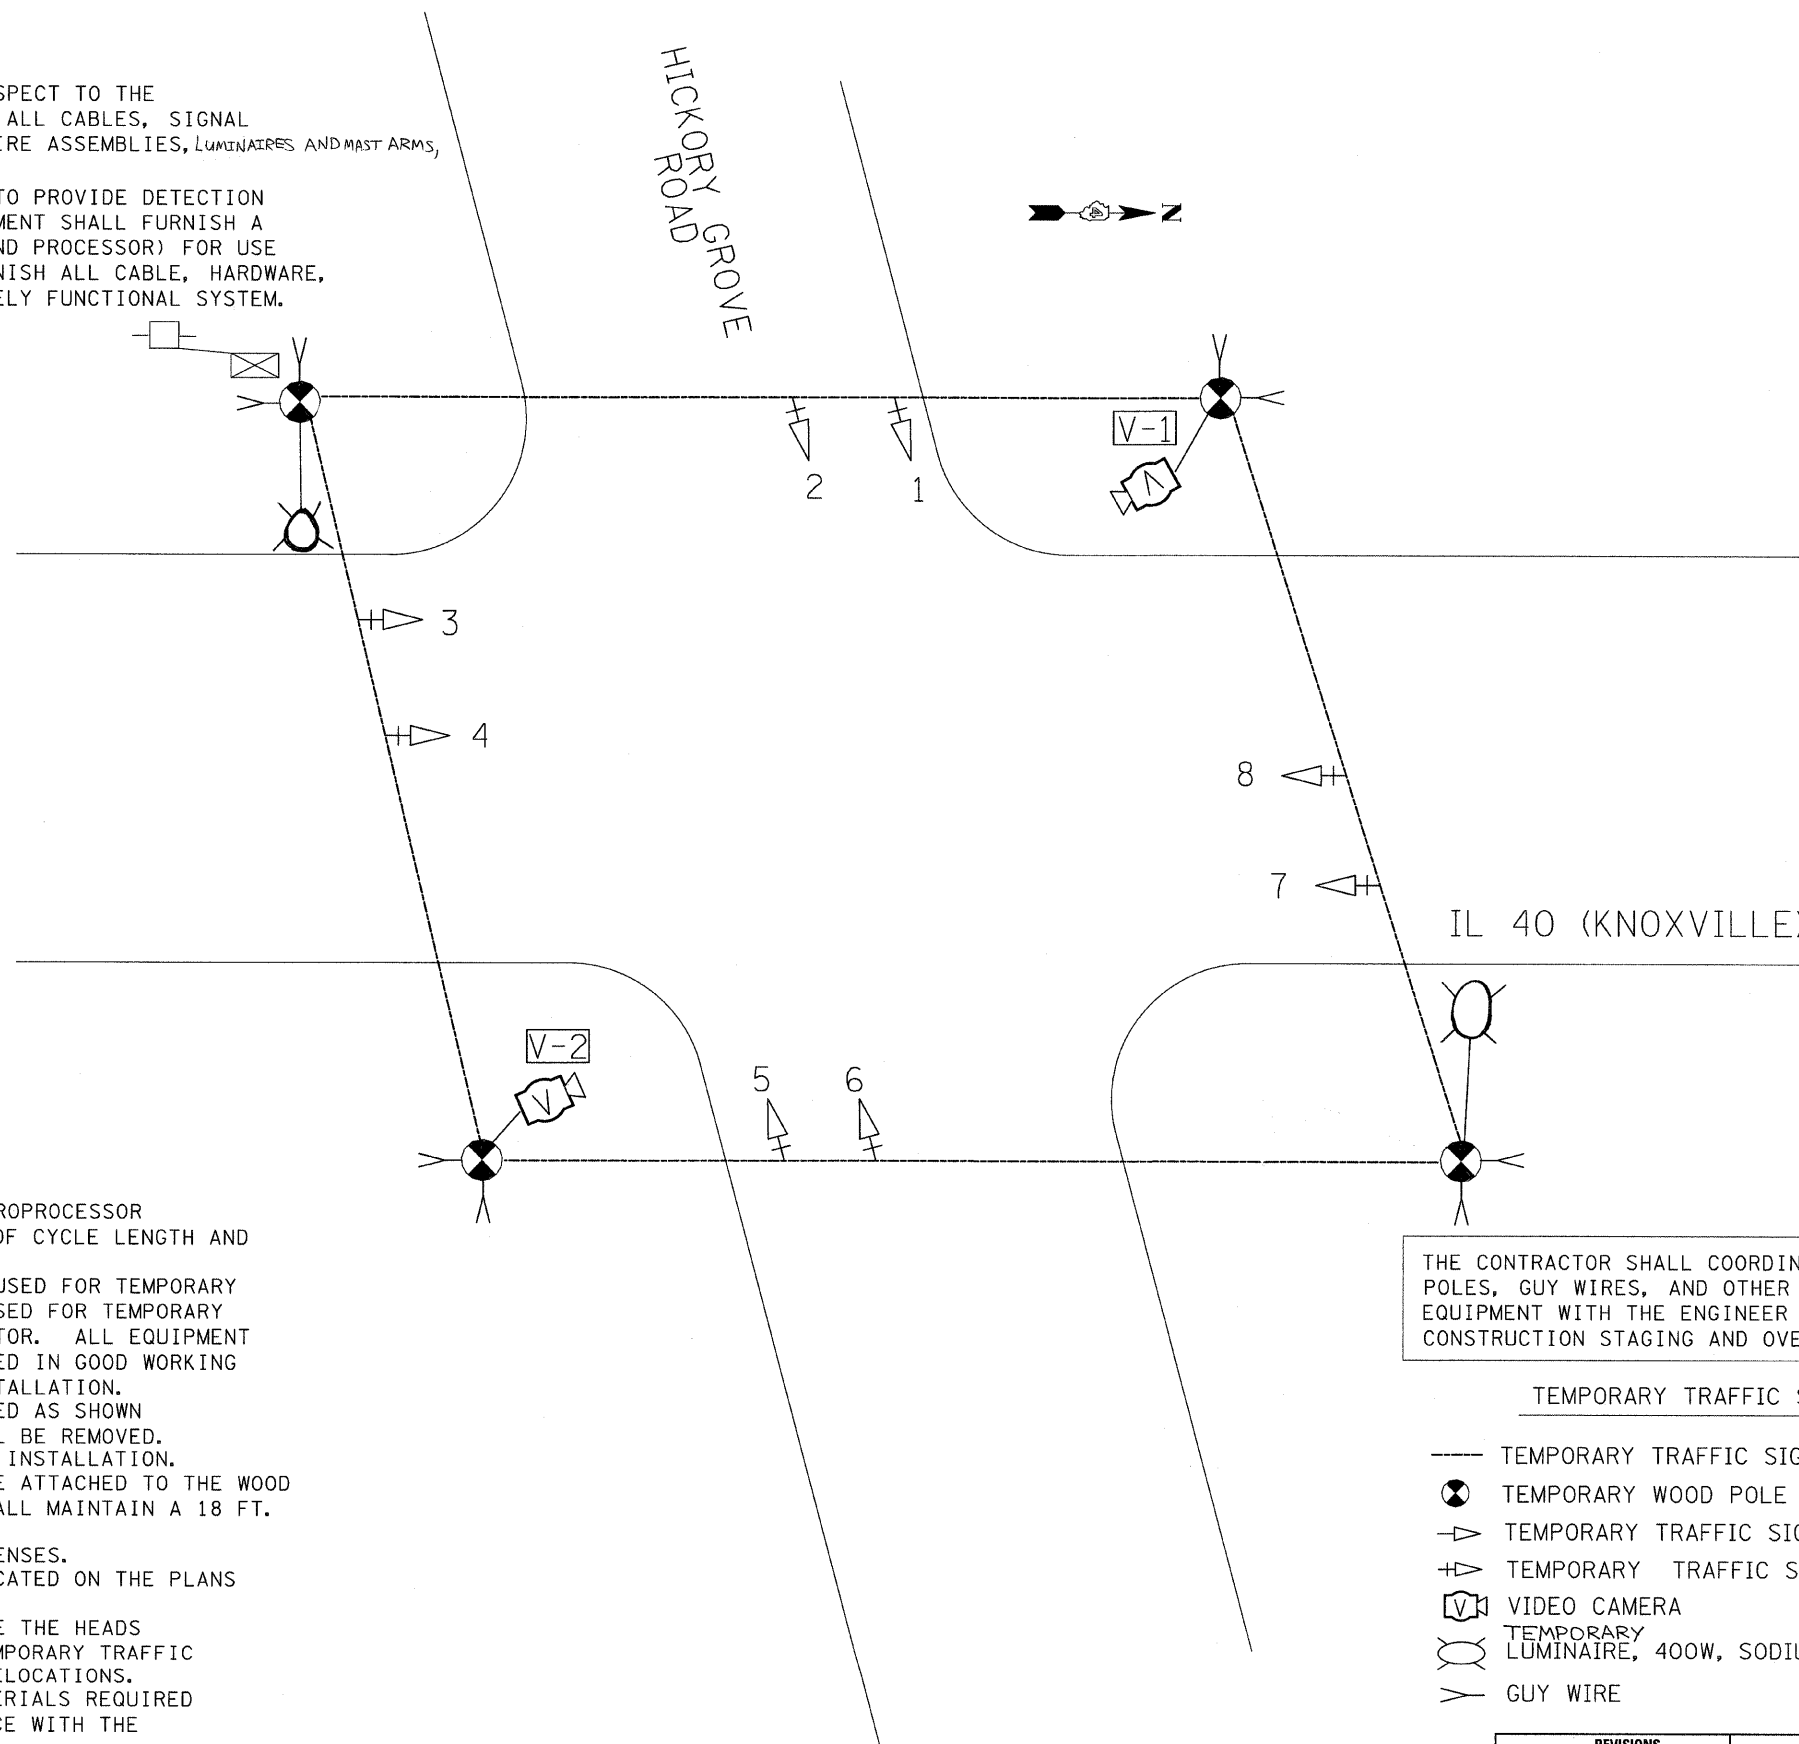 SPECT TO THE
ALL CABLES, SIGNAL
IRE ASSEMBLIES, LUMINAIRES AND MAST ARMS,
TO PROVIDE DETECTION
MENT SHALL FURNISH A
ND PROCESSOR) FOR USE
NISH ALL CABLE, HARDWARE,
ELY FUNCTIONAL SYSTEM.
HICKORY GROVE
ROAD
N
V-1
2
1
3
4
8
7
IL 40 (KNOXVILLE)
V-2
5
6
ROPROCESSOR
OF CYCLE LENGTH AND
USED FOR TEMPORARY
SED FOR TEMPORARY
TOR. ALL EQUIPMENT
ED IN GOOD WORKING
TALLATION.
ED AS SHOWN
L BE REMOVED.
INSTALLATION.
E ATTACHED TO THE WOOD
ALL MAINTAIN A 18 FT.
ENSES.
CATED ON THE PLANS
E THE HEADS
MPORARY TRAFFIC
ELOCATIONS.
ERIALS REQUIRED
CE WITH THE
THE CONTRACTOR SHALL COORDIN
POLES, GUY WIRES, AND OTHER
EQUIPMENT WITH THE ENGINEER
CONSTRUCTION STAGING AND OVE
TEMPORARY TRAFFIC S
TEMPORARY TRAFFIC SIG
TEMPORARY WOOD POLE
TEMPORARY TRAFFIC SIG
TEMPORARY TRAFFIC S
V VIDEO CAMERA
TEMPORARY
LUMINAIRE, 400W, SODIU
GUY WIRE
REVISIONS